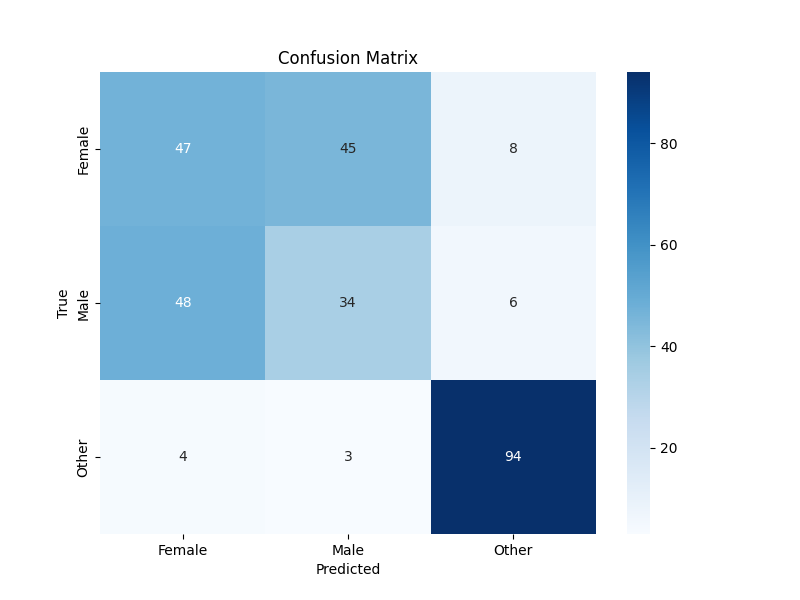 Confusion Matrix
Female 47 45 8
Male 48 34 6
Other 4 3 94
Female Male Other
Predicted
True
80
60
40
20